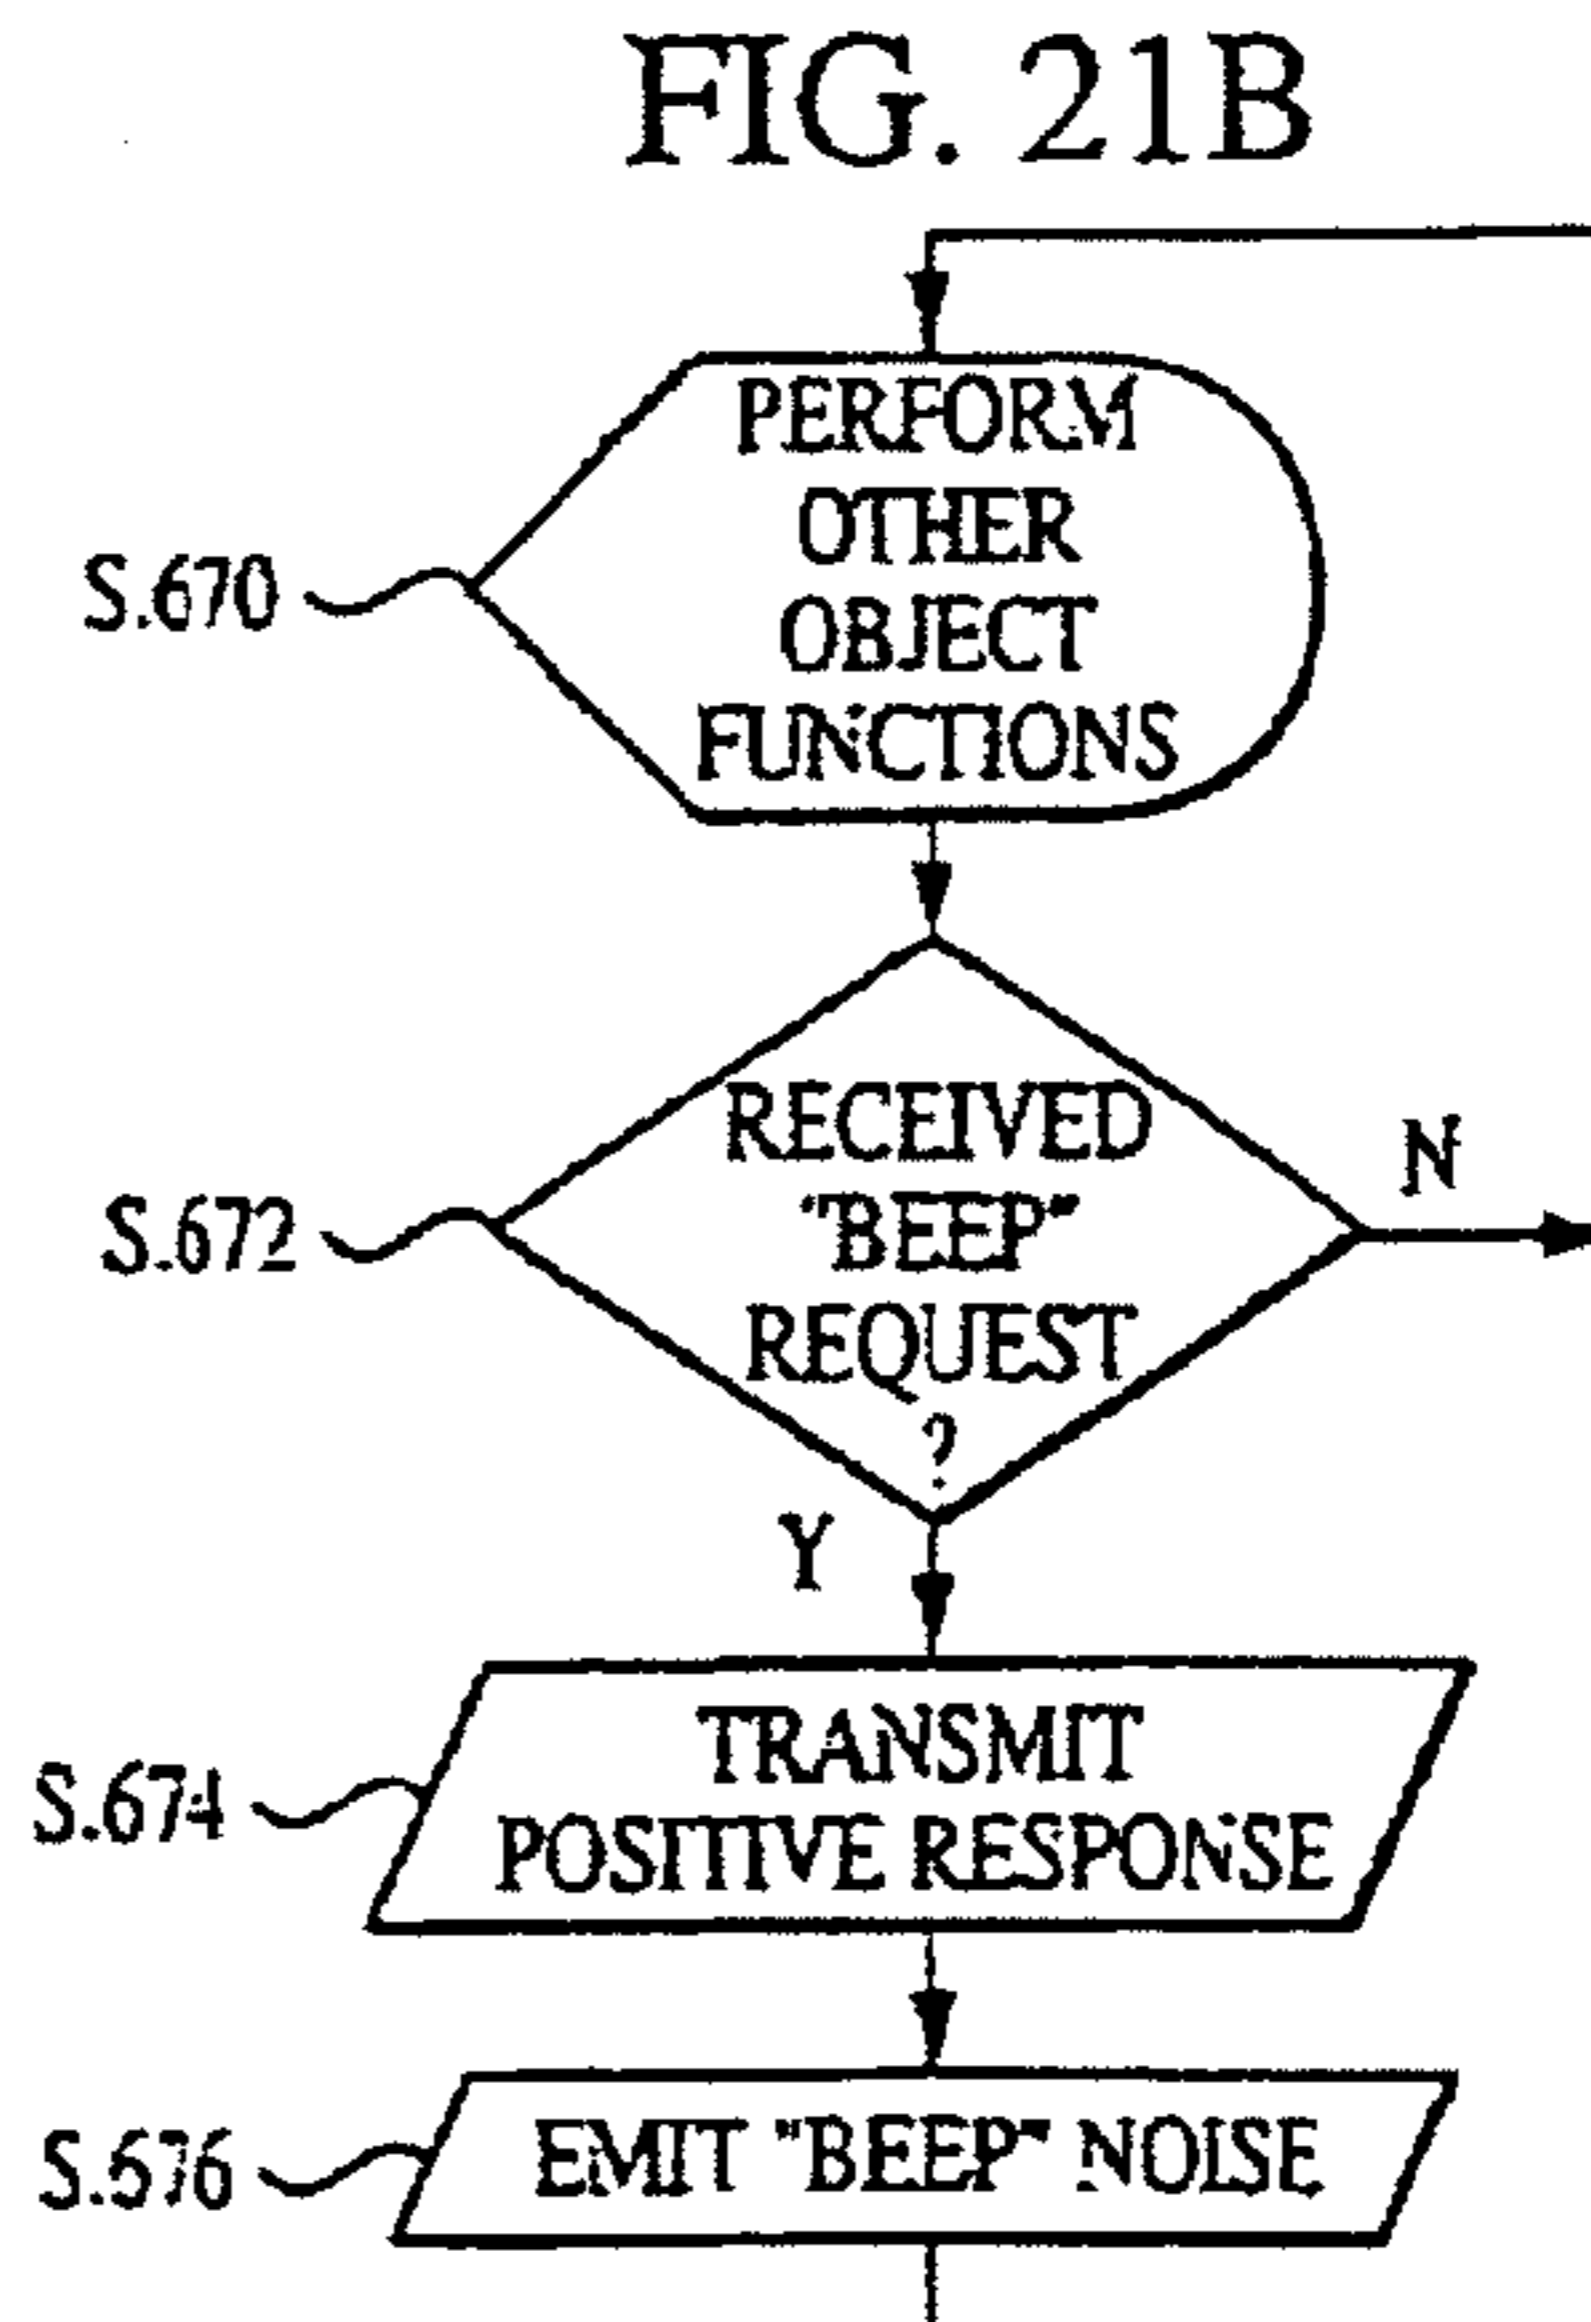 FIG. 21B
PERFORM
OTHER
OBJECT
FUNCTIONS
S.670
RECEIVED
"BEEP"
REQUEST
?
S.672
N
Y
TRANSMIT
POSITIVE RESPONSE
S.674
EMIT "BEEP" NOISE
S.676